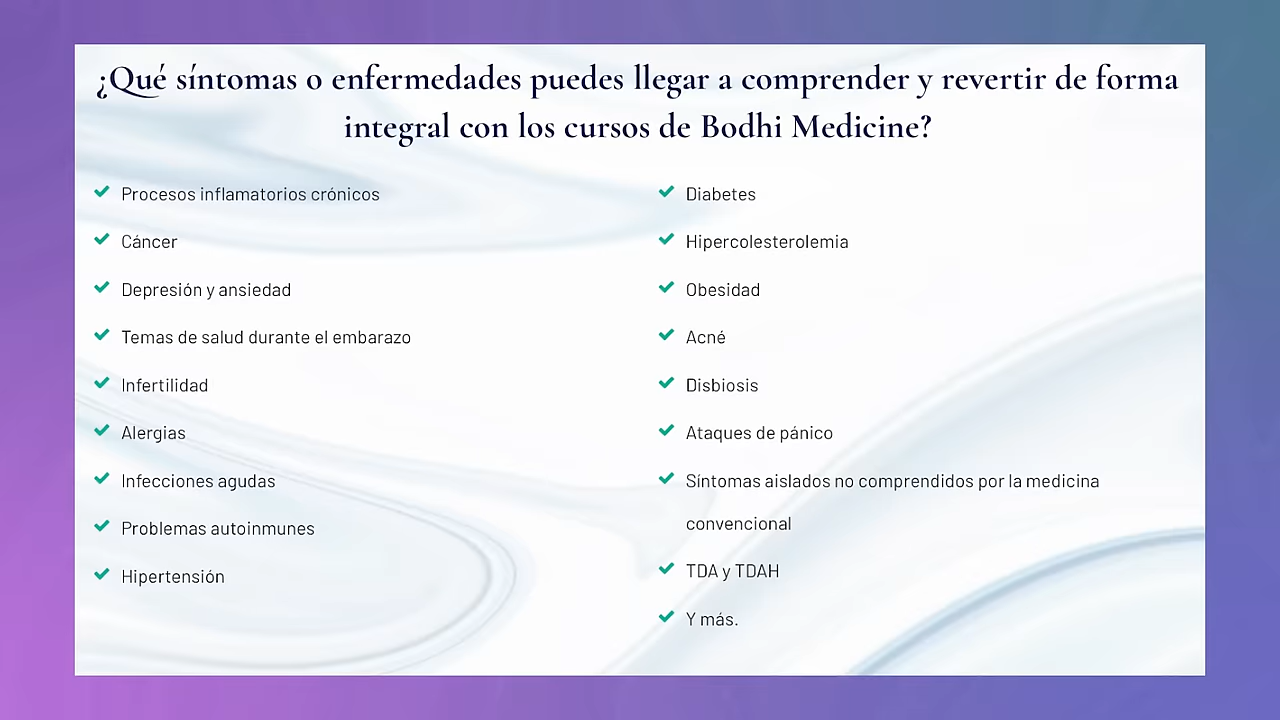 ¿Qué síntomas o enfermedades puedes llegar a comprender y revertir de forma
integral con los cursos de Bodhi Medicine?
Procesos inflamatorios crónicos
Cáncer
Depresión y ansiedad
Temas de salud durante el embarazo
Infertilidad
Alergias
Infecciones agudas
Problemas autoinmunes
Hipertensión
Diabetes
Hipercolesterolemia
Obesidad
Acné
Disbiosis
Ataques de pánico
Síntomas aislados no comprendidos por la medicina
convencional
TDA y TDAH
Y más.